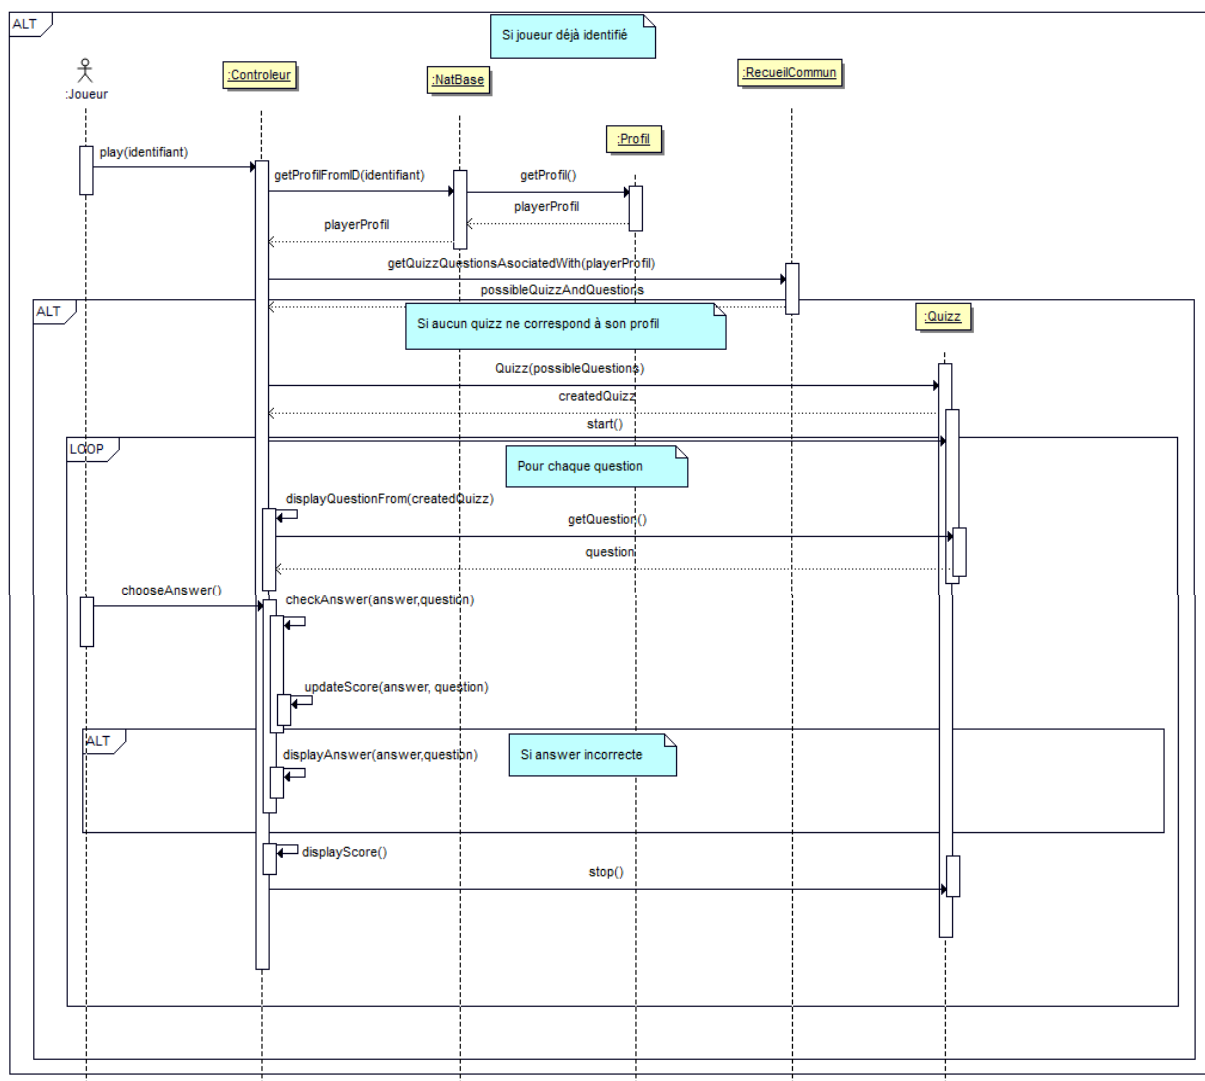 ALT
Si joueur déjà identifié
:Joueur
:Controleur
:NatBase
:RecueilCommun
:Profil
play(identifiant)
getProfilFromID(identifiant)
getProfil()
playerProfil
playerProfil
getQuizzQuestionsAsociatedWith(playerProfil)
possibleQuizzAndQuestions
ALT
Si aucun quizz ne correspond à son profil
:Quizz
Quizz(possibleQuestions)
createdQuizz
start()
LOOP
Pour chaque question
displayQuestionFrom(createdQuizz)
getQuestion()
question
chooseAnswer()
checkAnswer(answer,question)
updateScore(answer, question)
ALT
Si answer incorrecte
displayAnswer(answer,question)
displayScore()
stop()